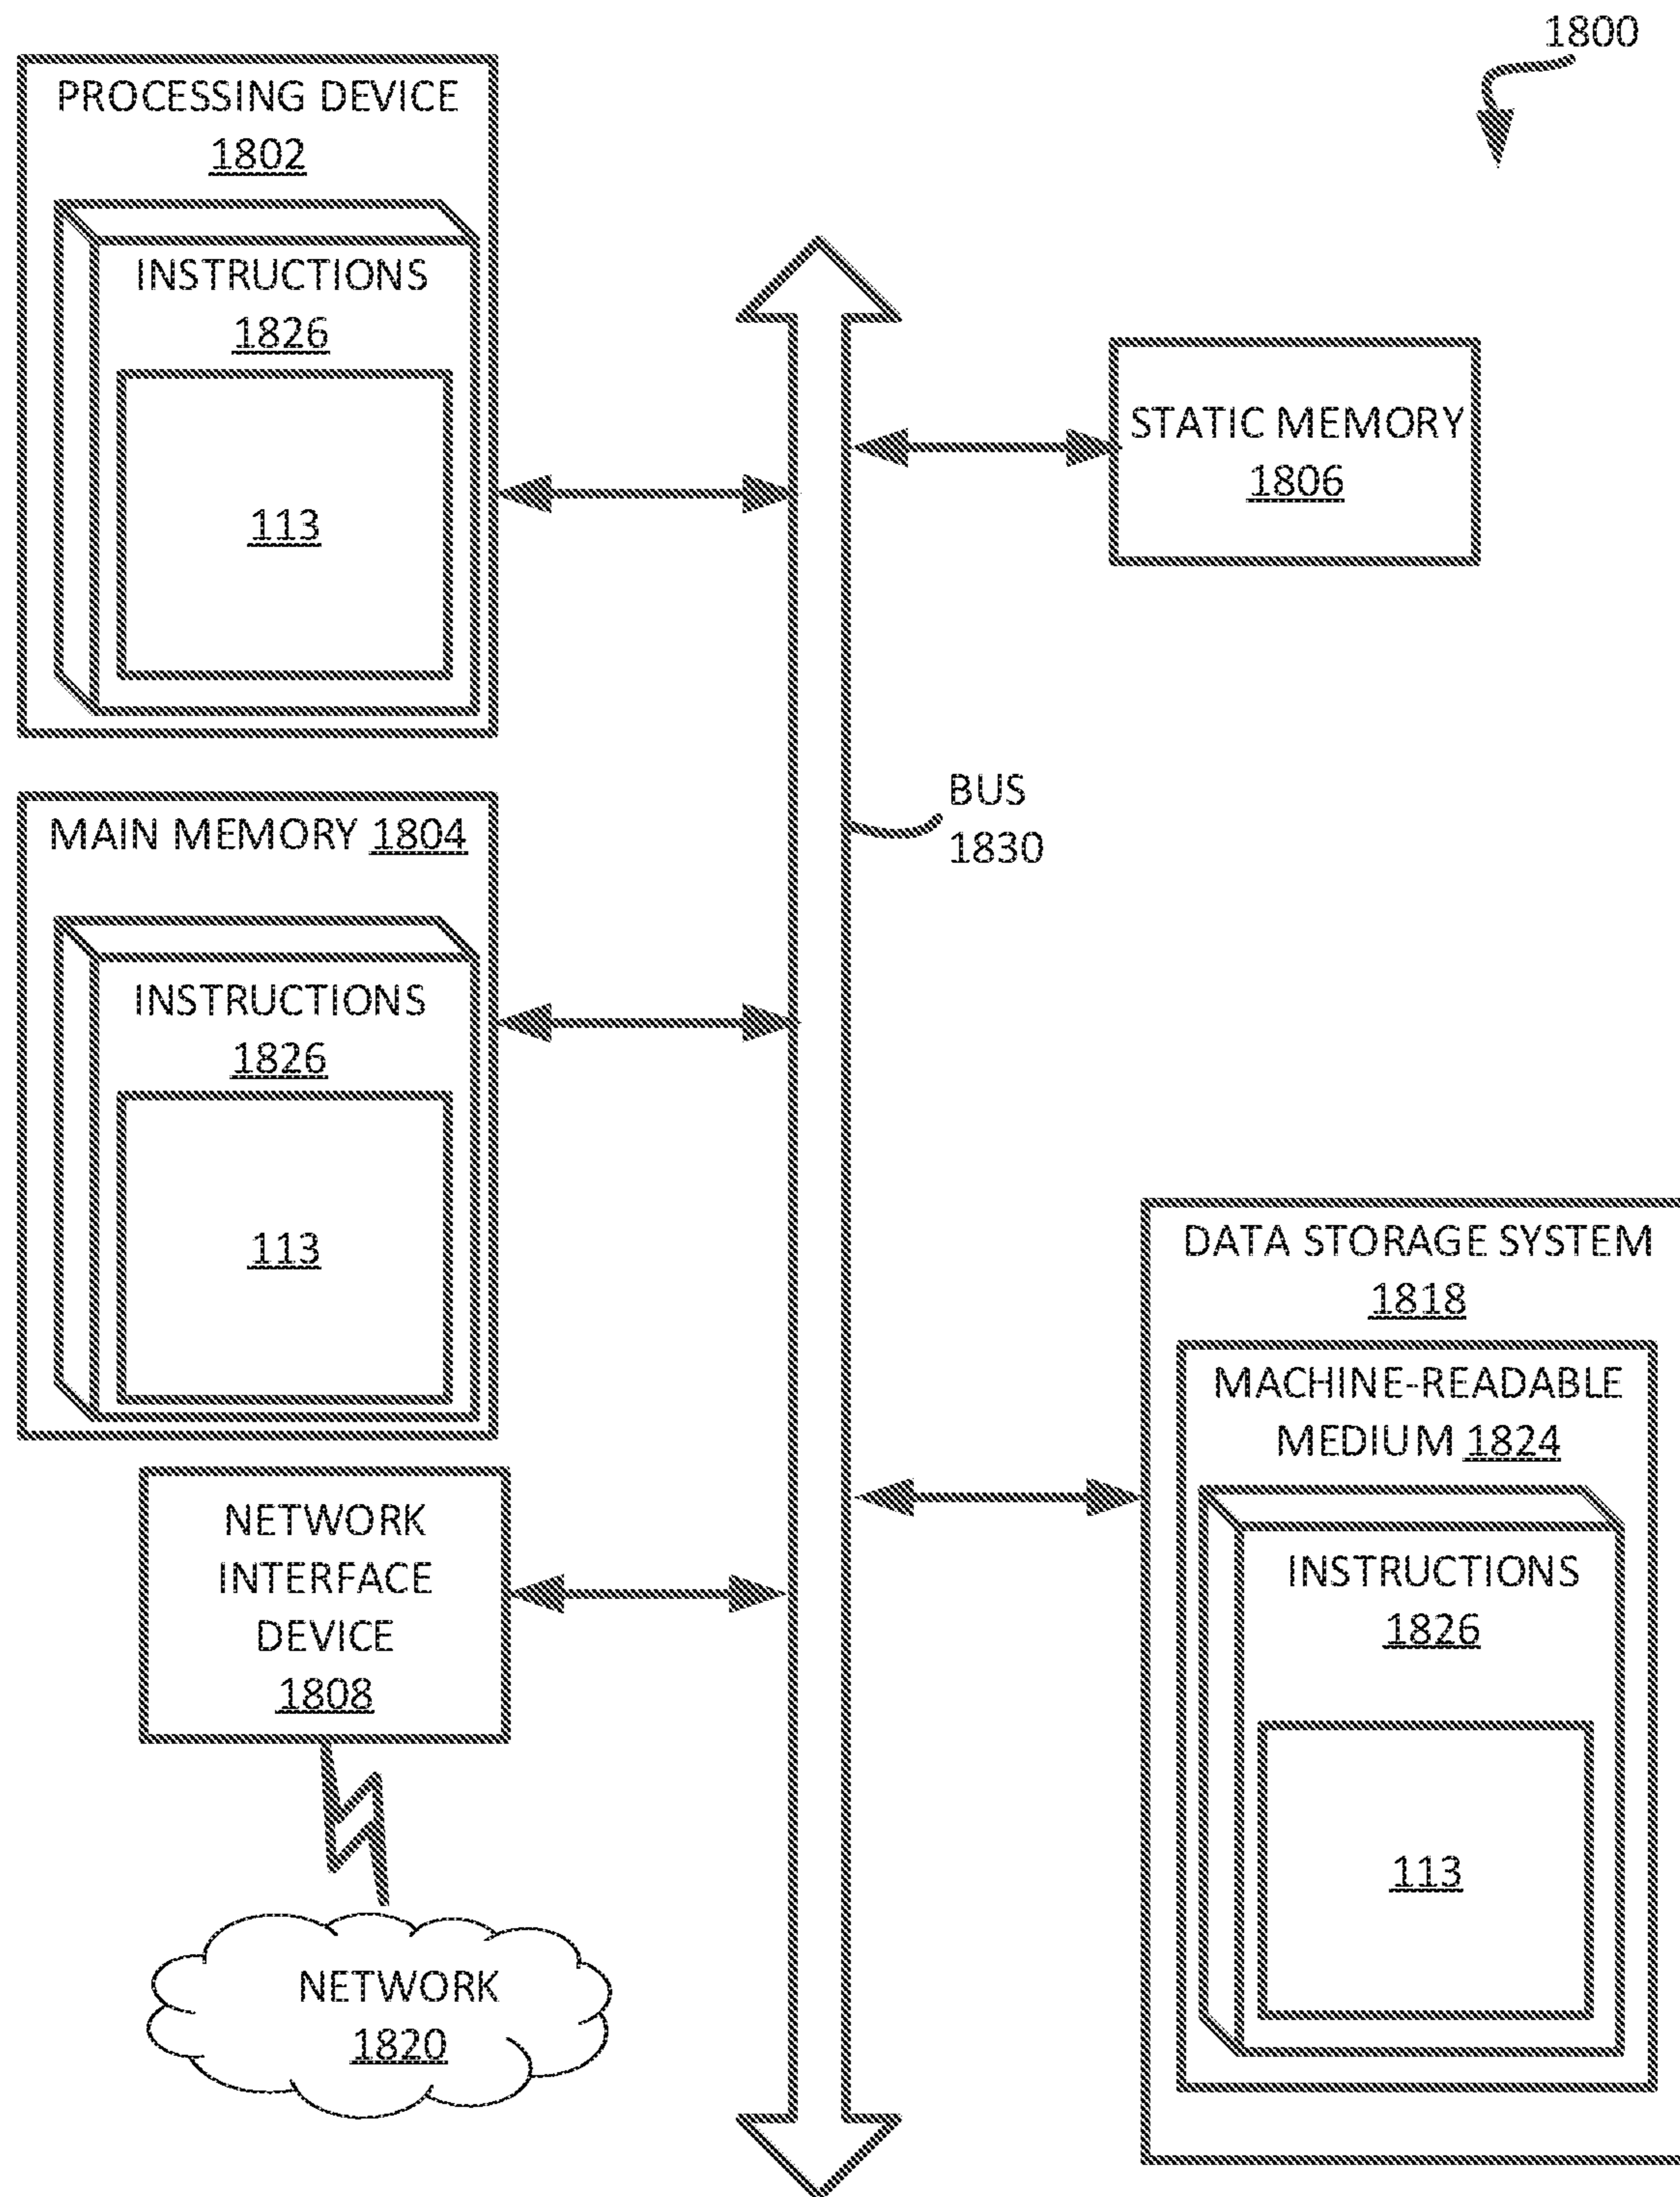 1800
PROCESSING DEVICE
1802
INSTRUCTIONS
1826
113
STATIC MEMORY
1806
BUS
1830
MAIN MEMORY 1804
INSTRUCTIONS
1826
113
DATA STORAGE SYSTEM
1818
MACHINE-READABLE
MEDIUM 1824
INSTRUCTIONS
1826
113
NETWORK
INTERFACE
DEVICE
1808
NETWORK
1820